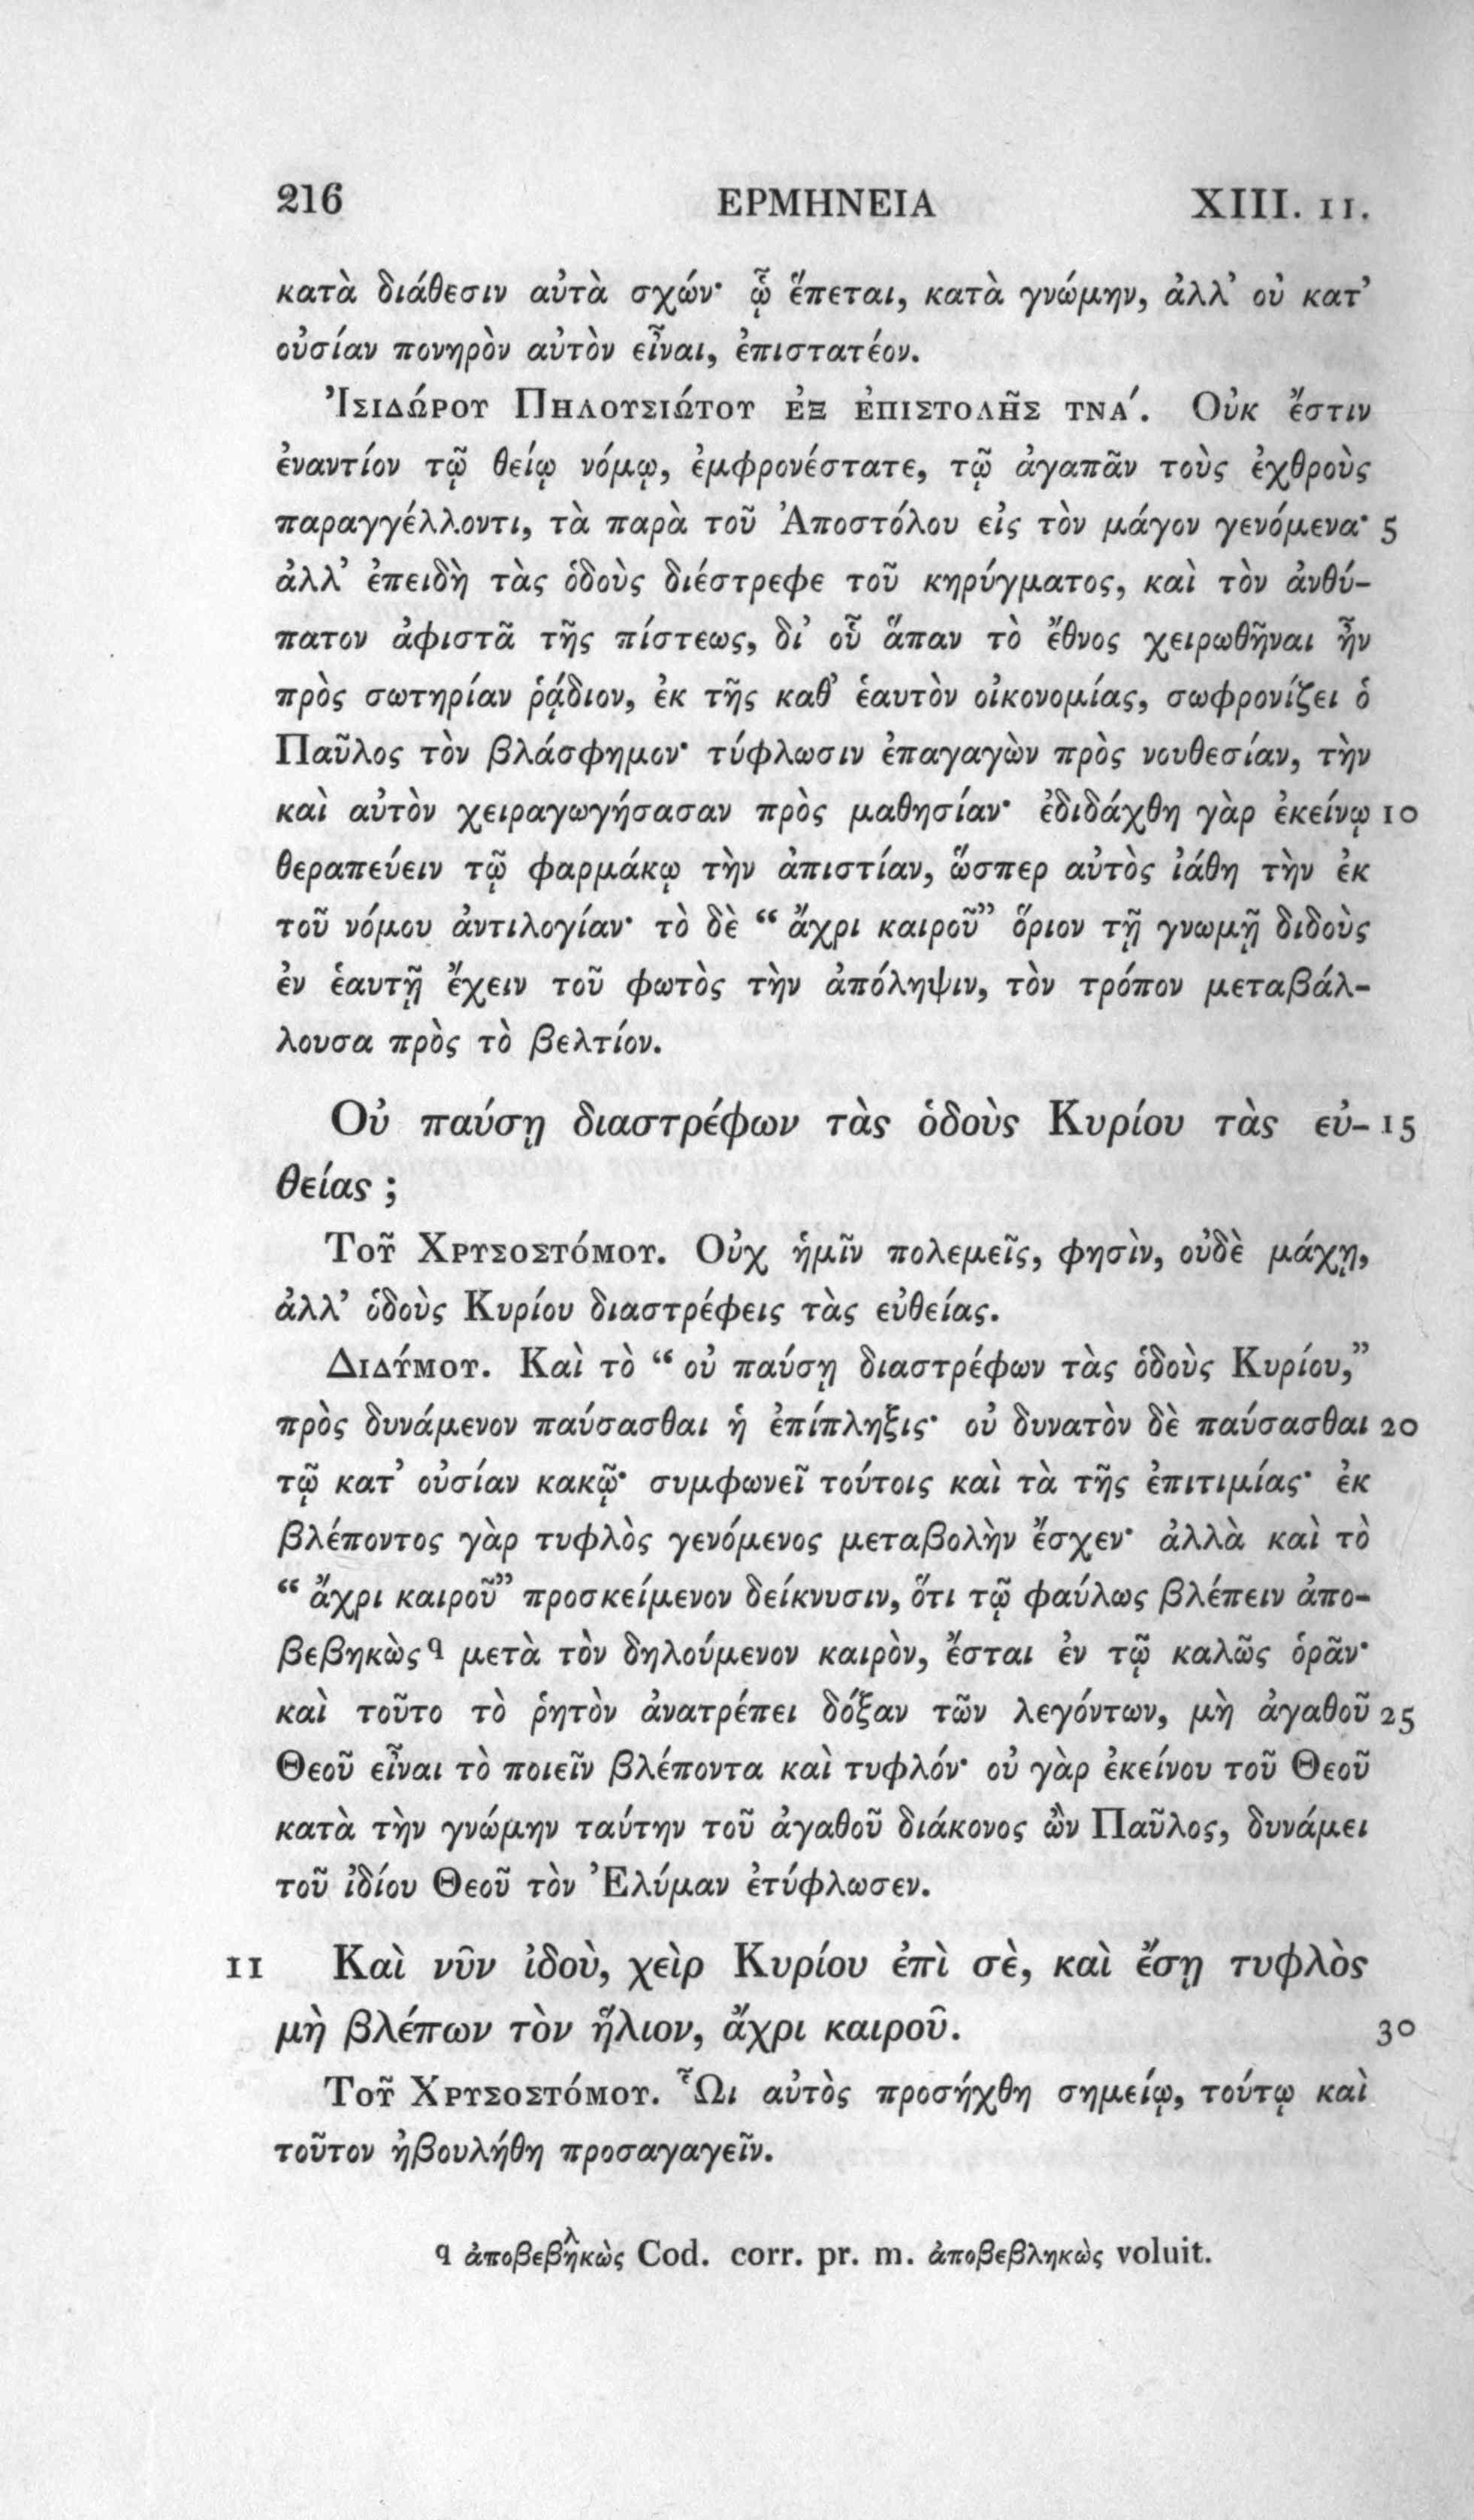 216 ΕΡΜΗΝΕΙΑ XIII. 11.
κατὰ διάθεσιν αὐτὰ σχών· ᾧ ἕπεται, κατὰ γνώμην, ἀλλ’ οὐ κατ’
οὐσίαν πονηρὸν αὐτὸν εἶναι, ἐπιστατέον.
Ἰσιδώρου Πηλουσιώτου ἐξ ἐπιστολῆς τνα´. Οὐκ ἔστιν
ἐναντίον τῷ θείῳ νόμῳ, ἐμφρονέστατε, τῷ ἀγαπᾶν τοὺς ἐχθροὺς
παραγγέλλοντι, τὰ παρὰ τοῦ Ἀποστόλου εἰς τὸν μάγον γενόμενα· 5
ἀλλ’ ἐπειδὴ τὰς ὁδοὺς διέστρεφε τοῦ κηρύγματος, καὶ τὸν ἀνθύ-
πατον ἀφιστᾶ τῆς πίστεως, δι’ οὗ ἅπαν τὸ ἔθνος χειρωθῆναι ἦν
πρὸς σωτηρίαν ῥᾴδιον, ἐκ τῆς καθ’ ἑαυτὸν οἰκονομίας, σωφρονίζει ὁ
Παῦλος τὸν βλάσφημον· τύφλωσιν ἐπαγαγὼν πρὸς νουθεσίαν, τὴν
καὶ αὐτὸν χειραγωγήσασαν πρὸς μαθησίαν· ἐδιδάχθη γὰρ ἐκείνῳ 10
θεραπεύειν τῷ φαρμάκῳ τὴν ἀπιστίαν, ὥσπερ αὐτὸς ἰάθη τὴν ἐκ
τοῦ νόμου ἀντιλογίαν· τὸ δὲ “ ἄχρι καιροῦ” ὅριον τῇ γνωμῇ διδοὺς
ἐν ἑαυτῇ ἔχειν τοῦ φωτὸς τὴν ἀπόληψιν, τὸν τρόπον μεταβάλ-
λουσα πρὸς τὸ βελτίον.
Οὐ παύσῃ διαστρέφων τὰς ὁδοὺς Κυρίου τὰς εὐ- 15
θείας ;
Τοῦ Χρυσοστόμου. Οὐχ ἡμῖν πολεμεῖς, φησὶν, οὐδὲ μάχῃ,
ἀλλ’ ὁδοὺς Κυρίου διαστρέφεις τὰς εὐθείας.
Διδύμου. Καὶ τὸ “ οὐ παύσῃ διαστρέφων τὰς ὁδοὺς Κυρίου,”
πρὸς δυνάμενον παύσασθαι ἡ ἐπίπληξις· οὐ δυνατὸν δὲ παύσασθαι 20
τῷ κατ’ οὐσίαν κακῷ· συμφωνεῖ τούτοις καὶ τὰ τῆς ἐπιτιμίας· ἐκ
βλέποντος γὰρ τυφλὸς γενόμενος μεταβολὴν ἔσχεν· ἀλλὰ καὶ τὸ
“ ἄχρι καιροῦ” προσκείμενον δείκνυσιν, ὅτι τῷ φαύλως βλέπειν ἀπο-
βεβηκὼς q μετὰ τὸν δηλούμενον καιρὸν, ἔσται ἐν τῷ καλῶς ὁρᾶν·
καὶ τοῦτο τὸ ῥητὸν ἀνατρέπει δόξαν τῶν λεγόντων, μὴ ἀγαθοῦ 25
Θεοῦ εἶναι τὸ ποιεῖν βλέποντα καὶ τυφλόν· οὐ γὰρ ἐκείνου τοῦ Θεοῦ
κατὰ τὴν γνώμην ταύτην τοῦ ἀγαθοῦ διάκονος ὢν Παῦλος, δυνάμει
τοῦ ἰδίου Θεοῦ τὸν Ἐλύμαν ἐτύφλωσεν.
11 Καὶ νῦν ἰδοὺ, χεὶρ Κυρίου ἐπὶ σὲ, καὶ ἔσῃ τυφλὸς
μὴ βλέπων τὸν ἥλιον, ἄχρι καιροῦ. 30
Τοῦ Χρυσοστόμου. Ὧι αὐτὸς προσήχθη σημείῳ, τούτῳ καὶ
τοῦτον ἠβουλήθη προσαγαγεῖν.
q ἀποβεβληκὼς Cod. corr. pr. m. ἀποβεβληκὼς voluit.